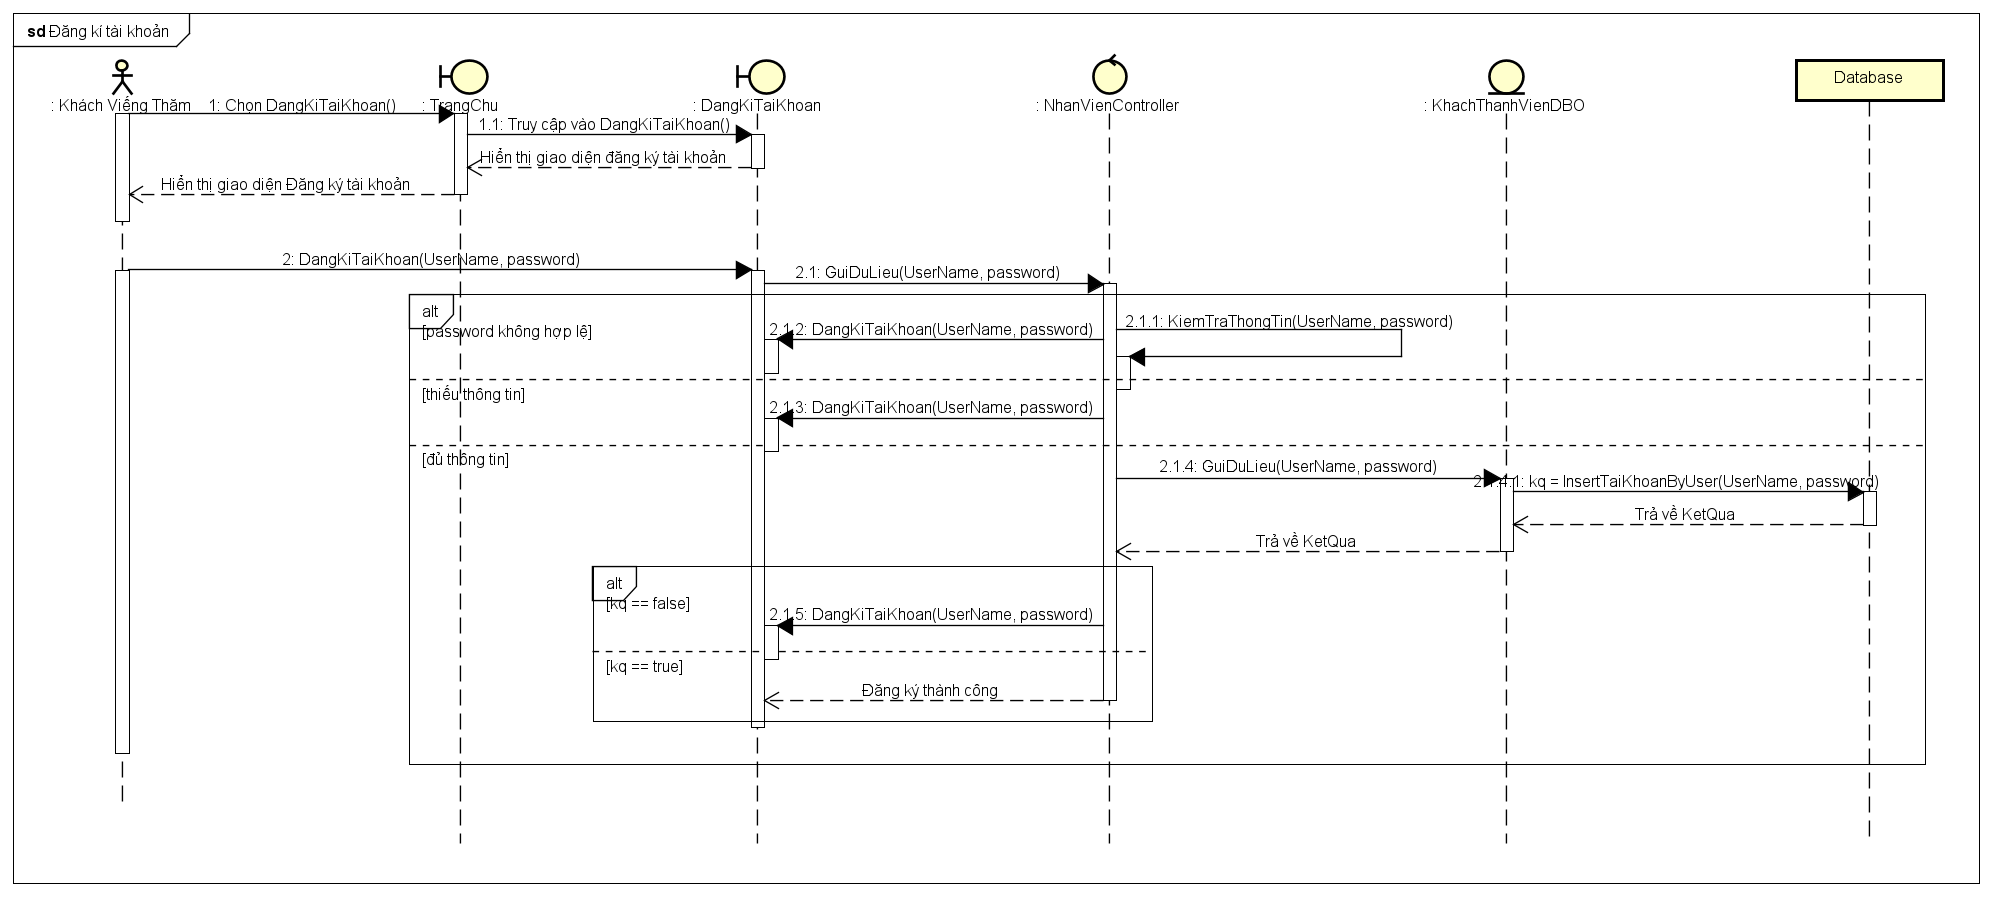 sd Đăng kí tài khoản
: Khách Viếng Thăm
: TrangChu
: DangKiTaiKhoan
: NhanVienController
: KhachThanhVienDBO
Database
1: Chọn DangKiTaiKhoan()
1.1: Truy cập vào DangKiTaiKhoan()
Hiển thị giao diện đăng ký tài khoản
Hiển thị giao diện Đăng ký tài khoản
2: DangKiTaiKhoan(UserName, password)
2.1: GuiDuLieu(UserName, password)
alt
[password không hợp lệ]
2.1.2: DangKiTaiKhoan(UserName, password)
2.1.1: KiemTraThongTin(UserName, password)
[thiếu thông tin]
2.1.3: DangKiTaiKhoan(UserName, password)
[đủ thông tin]
2.1.4: GuiDuLieu(UserName, password)
2.1.4.1: kq = InsertTaiKhoanByUser(UserName, password)
Trả về KetQua
Trả về KetQua
alt
[kq == false]
2.1.5: DangKiTaiKhoan(UserName, password)
[kq == true]
Đăng ký thành công